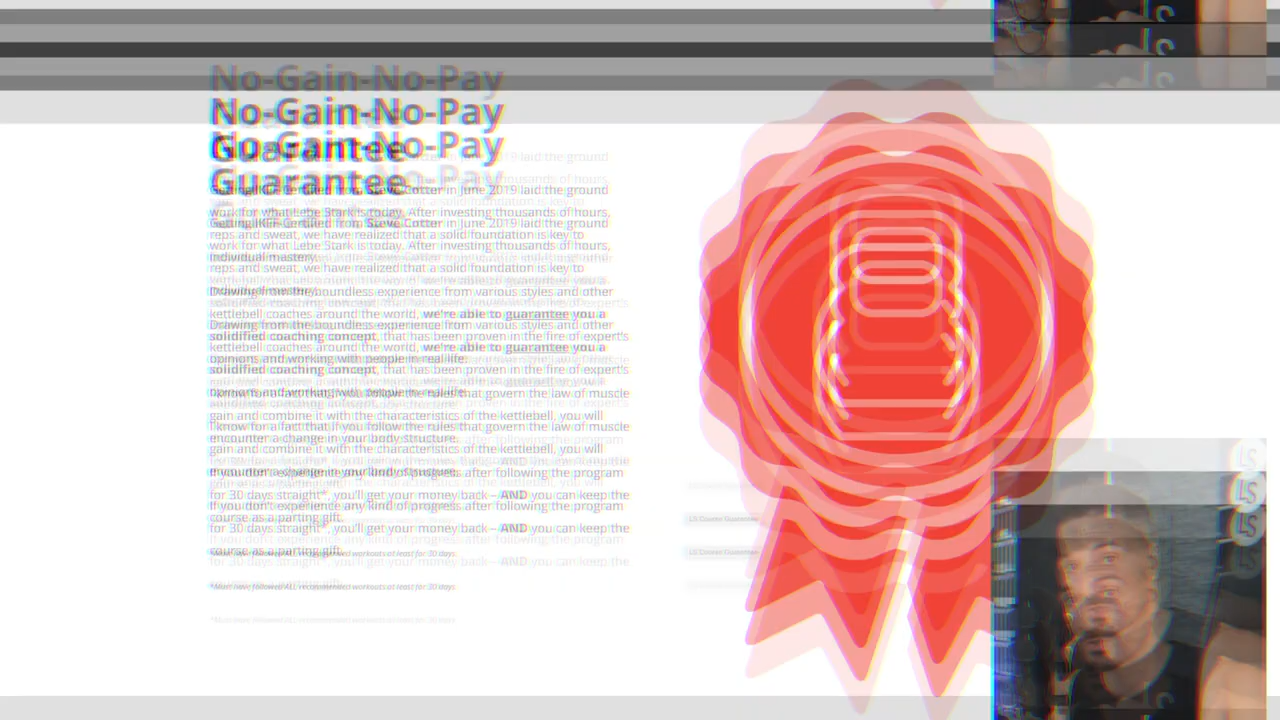 No-Gain-No-Pay
Guarantee
Getting IKFF-Certified from Steve Cotter in June 2019 laid the ground
work for what Lebe Stark is today. After investing thousands of hours,
reps and sweat, we have realized that a solid foundation is key to
individual mastery.
Drawing from the boundless experience from various styles and other
kettlebell coaches around the world, we're able to guarantee you a
solidified coaching concept, that has been proven in the fire of expert's
opinions and working with people in real life.
I know for a fact that if you follow the rules that govern the law of muscle
gain and combine it with the characteristics of the kettlebell, you will
encounter a change in your body structure.
If you don't experience any kind of progress after following the program
for 30 days straight*, you'll get your money back – AND you can keep the
course as a parting gift.
*Must have followed ALL recommended workouts at least for 30 days.
LS Course Guarantee
LS